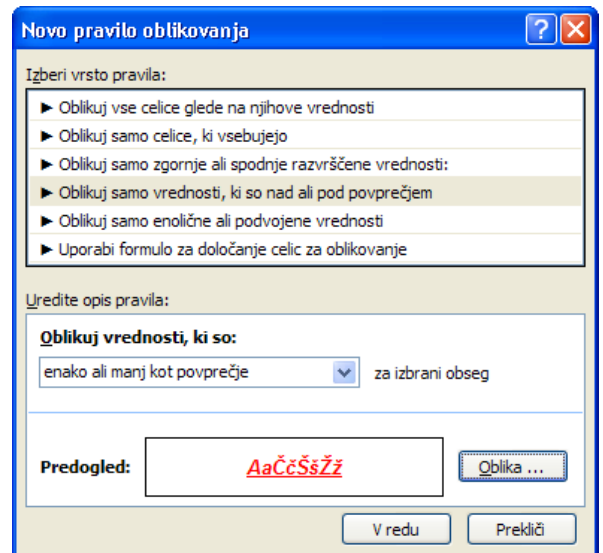 Novo pravilo oblikovanja
Izberi vrsto pravila:
► Oblikuj vse celice glede na njihove vrednosti
► Oblikuj samo celice, ki vsebujejo
► Oblikuj samo zgornje ali spodnje razvrščene vrednosti:
► Oblikuj samo vrednosti, ki so nad ali pod povprečjem
► Oblikuj samo enolične ali podvojene vrednosti
► Uporabi formulo za določanje celic za oblikovanje
Uredite opis pravila:
Oblikuj vrednosti, ki so:
enako ali manj kot povprečje za izbrani obseg
Predogled: AaČčŠšŽž Oblika ...
V redu Prekliči